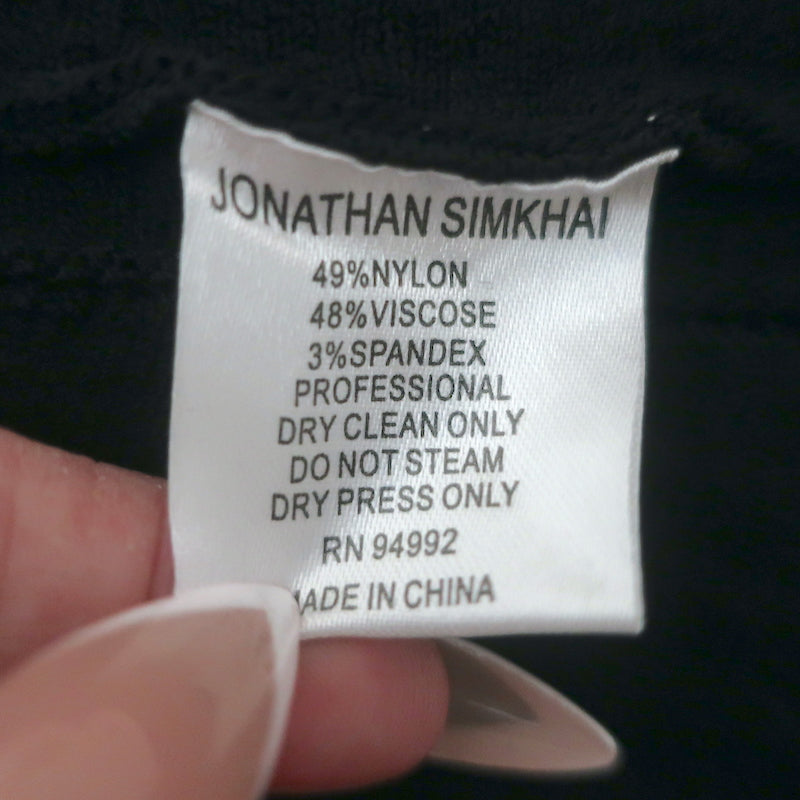 JONATHAN SIMKHAI
49%NYLON
48%VISCOSE
3%SPANDEX
PROFESSIONAL
DRY CLEAN ONLY
DO NOT STEAM
DRY PRESS ONLY
RN 94992
MADE IN CHINA